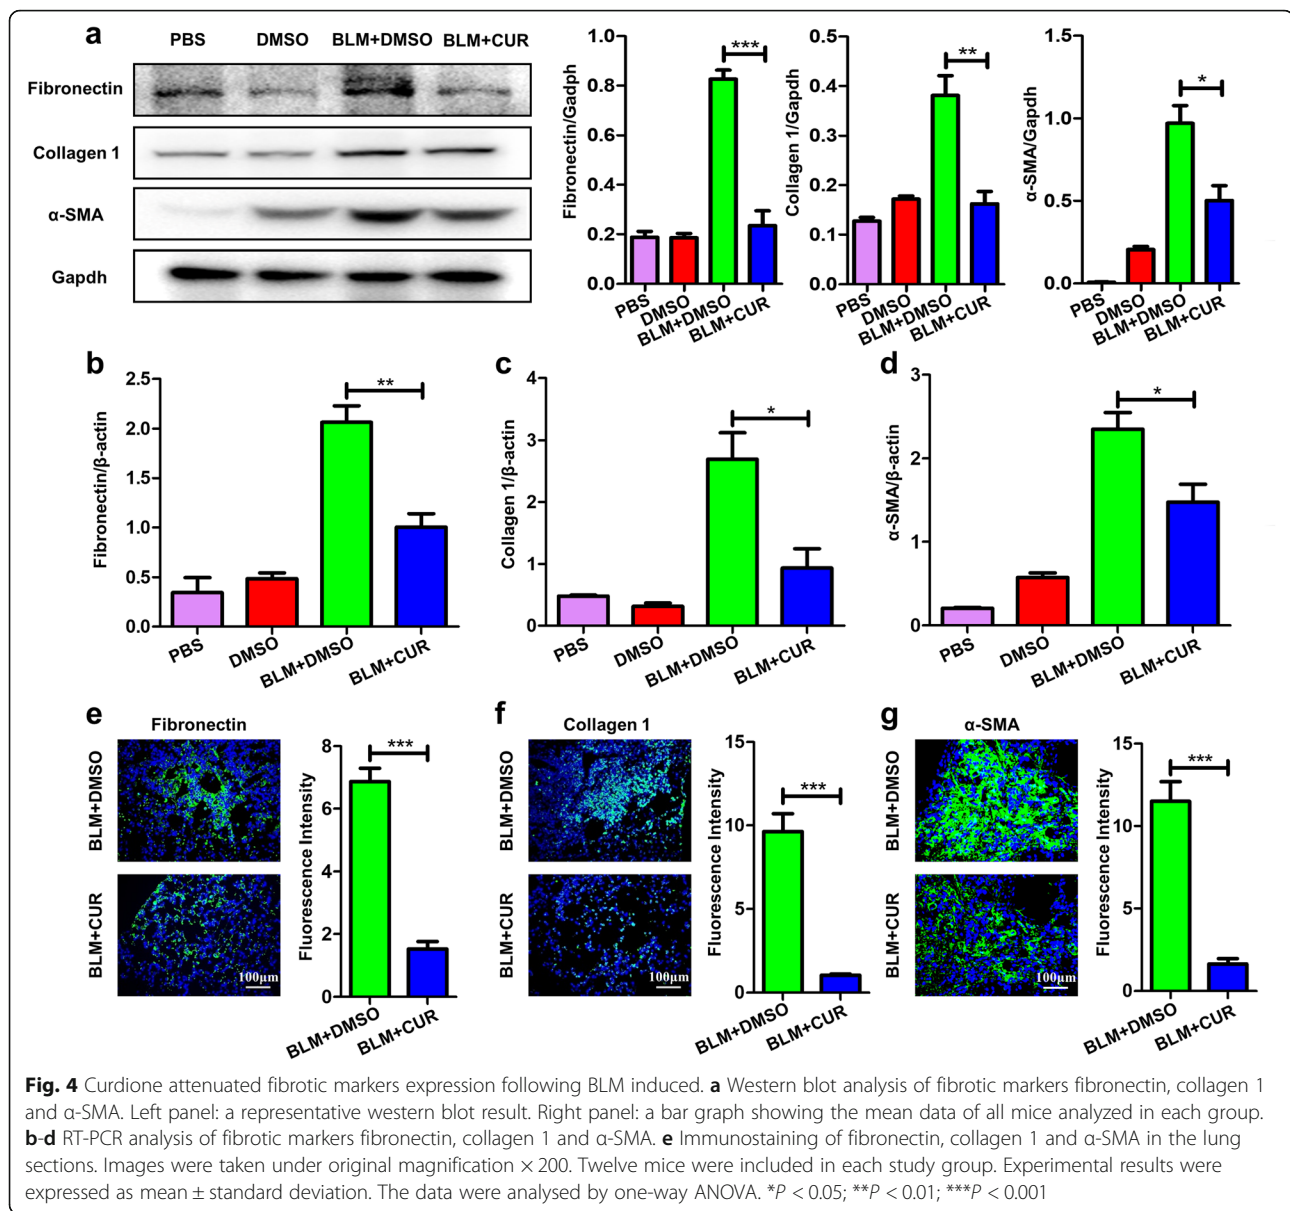 a
PBS DMSO BLM+DMSO BLM+CUR
Fibronectin
Collagen 1
α-SMA
Gapdh
Fibronectin/Gadph
1.0
0.8
0.6
0.4
0.2
0.0
***
PBS
DMSO
BLM+DMSO
BLM+CUR
Collagen 1/Gapdh
0.5
0.4
0.3
0.2
0.1
0.0
**
PBS
DMSO
BLM+DMSO
BLM+CUR
α-SMA/Gapdh
1.5
1.0
0.5
0.0
*
PBS
DMSO
BLM+DMSO
BLM+CUR
b
Fibronectin/β-actin
2.5
2.0
1.5
1.0
0.5
0.0
**
PBS
DMSO
BLM+DMSO
BLM+CUR
c
Collagen 1/β-actin
4
3
2
1
0
*
PBS
DMSO
BLM+DMSO
BLM+CUR
d
α-SMA/β-actin
3
2
1
0
*
PBS
DMSO
BLM+DMSO
BLM+CUR
e
Fibronectin
BLM+DMSO
BLM+CUR
100μm
Fluorescence Intensity
8
6
4
2
0
***
BLM+DMSO
BLM+CUR
f
Collagen 1
BLM+DMSO
BLM+CUR
100μm
Fluorescence Intensity
15
10
5
0
***
BLM+DMSO
BLM+CUR
g
α-SMA
BLM+DMSO
BLM+CUR
100μm
Fluorescence Intensity
15
10
5
0
***
BLM+DMSO
BLM+CUR
Fig. 4 Curdione attenuated fibrotic markers expression following BLM induced. a Western blot analysis of fibrotic markers fibronectin, collagen 1
and α-SMA. Left panel: a representative western blot result. Right panel: a bar graph showing the mean data of all mice analyzed in each group.
b-d RT-PCR analysis of fibrotic markers fibronectin, collagen 1 and α-SMA. e Immunostaining of fibronectin, collagen 1 and α-SMA in the lung
sections. Images were taken under original magnification × 200. Twelve mice were included in each study group. Experimental results were
expressed as mean ± standard deviation. The data were analysed by one-way ANOVA. *P < 0.05; **P < 0.01; ***P < 0.001